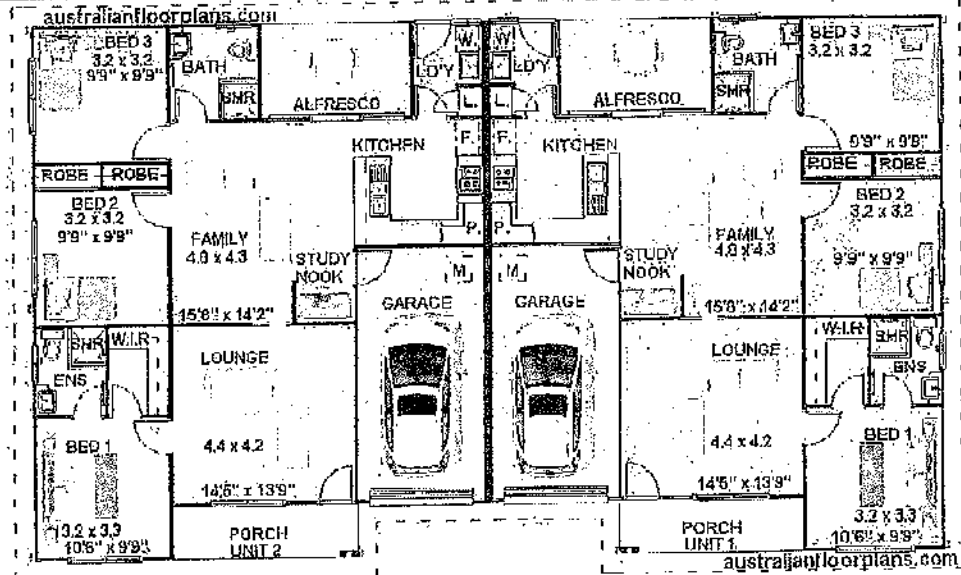 australianfloorplans.com
BED 3
3.2 x 3.2
9'9" x 9'9"
BATH
SHR
ALFRESCO
W.
LD'Y
L.
F.
KITCHEN
P.
ROBE
ROBE
BED 2
3.2 x 3.2
9'9" x 9'9"
FAMILY
4.8 x 4.3
15'8" x 14'2"
STUDY
NOOK
M
GARAGE
SHR
W.I.R
ENS
LOUNGE
4.4 x 4.2
14'5" x 13'9"
BED 1
3.2 x 3.3
10'6" x 9'9"
PORCH
UNIT 2
W
LD'Y
L.
F.
KITCHEN
P.
ALFRESCO
BATH
SHR
BED 3
3.2 x 3.2
9'9" x 9'9"
ROBE
ROBE
BED 2
3.2 x 3.2
9'9" x 9'9"
FAMILY
4.8 x 4.3
15'8" x 14'2"
STUDY
NOOK
M
GARAGE
W.I.R
SHR
ENS
LOUNGE
4.4 x 4.2
14'5" x 13'9"
BED 1
3.2 x 3.3
10'6" x 9'9"
PORCH
UNIT 1
australianfloorplans.com